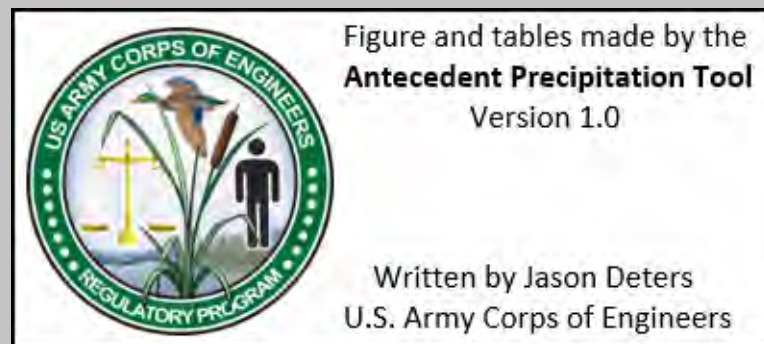 US ARMY CORPS OF ENGINEERS
REGULATORY PROGRAM
Figure and tables made by the
Antecedent Precipitation Tool
Version 1.0
Written by Jason Deters
U.S. Army Corps of Engineers